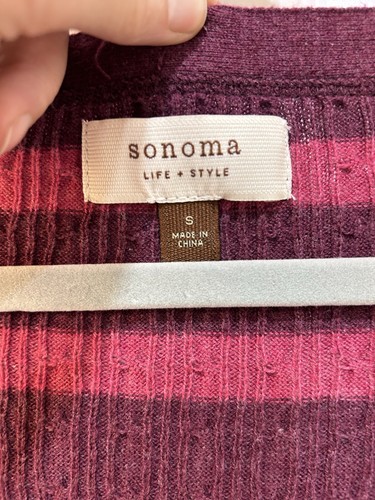 sonoma
LIFE + STYLE
S
MADE IN
CHINA